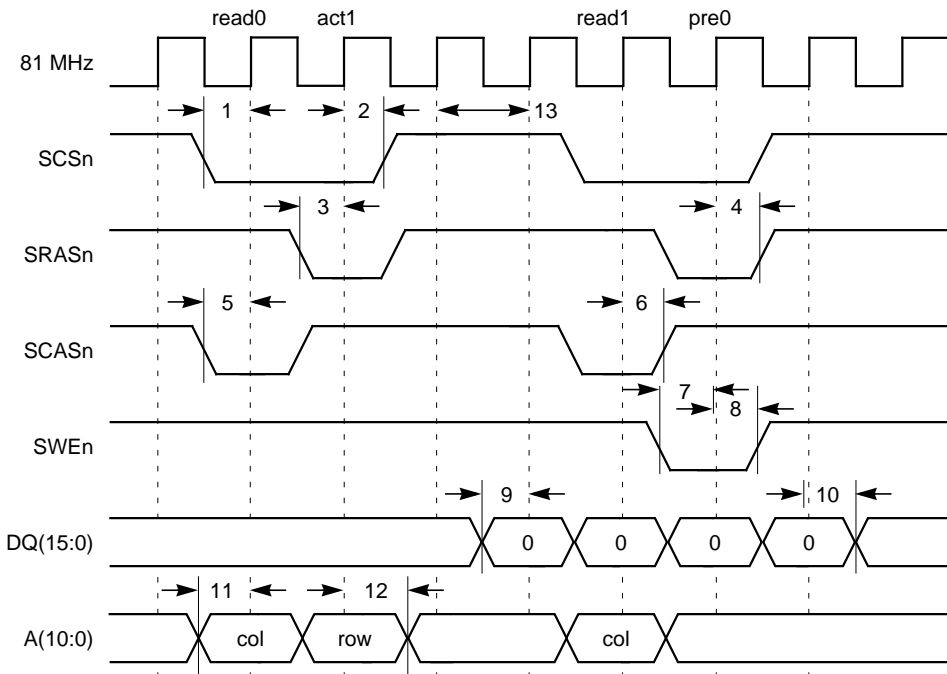 read0 act1 read1 pre0
81 MHz
1 2 13
SCSn
3 4
SRASn
5 6
SCASn
7 8
SWEn
9 10
DQ(15:0) 0 0 0 0
11 12
A(10:0) col row col